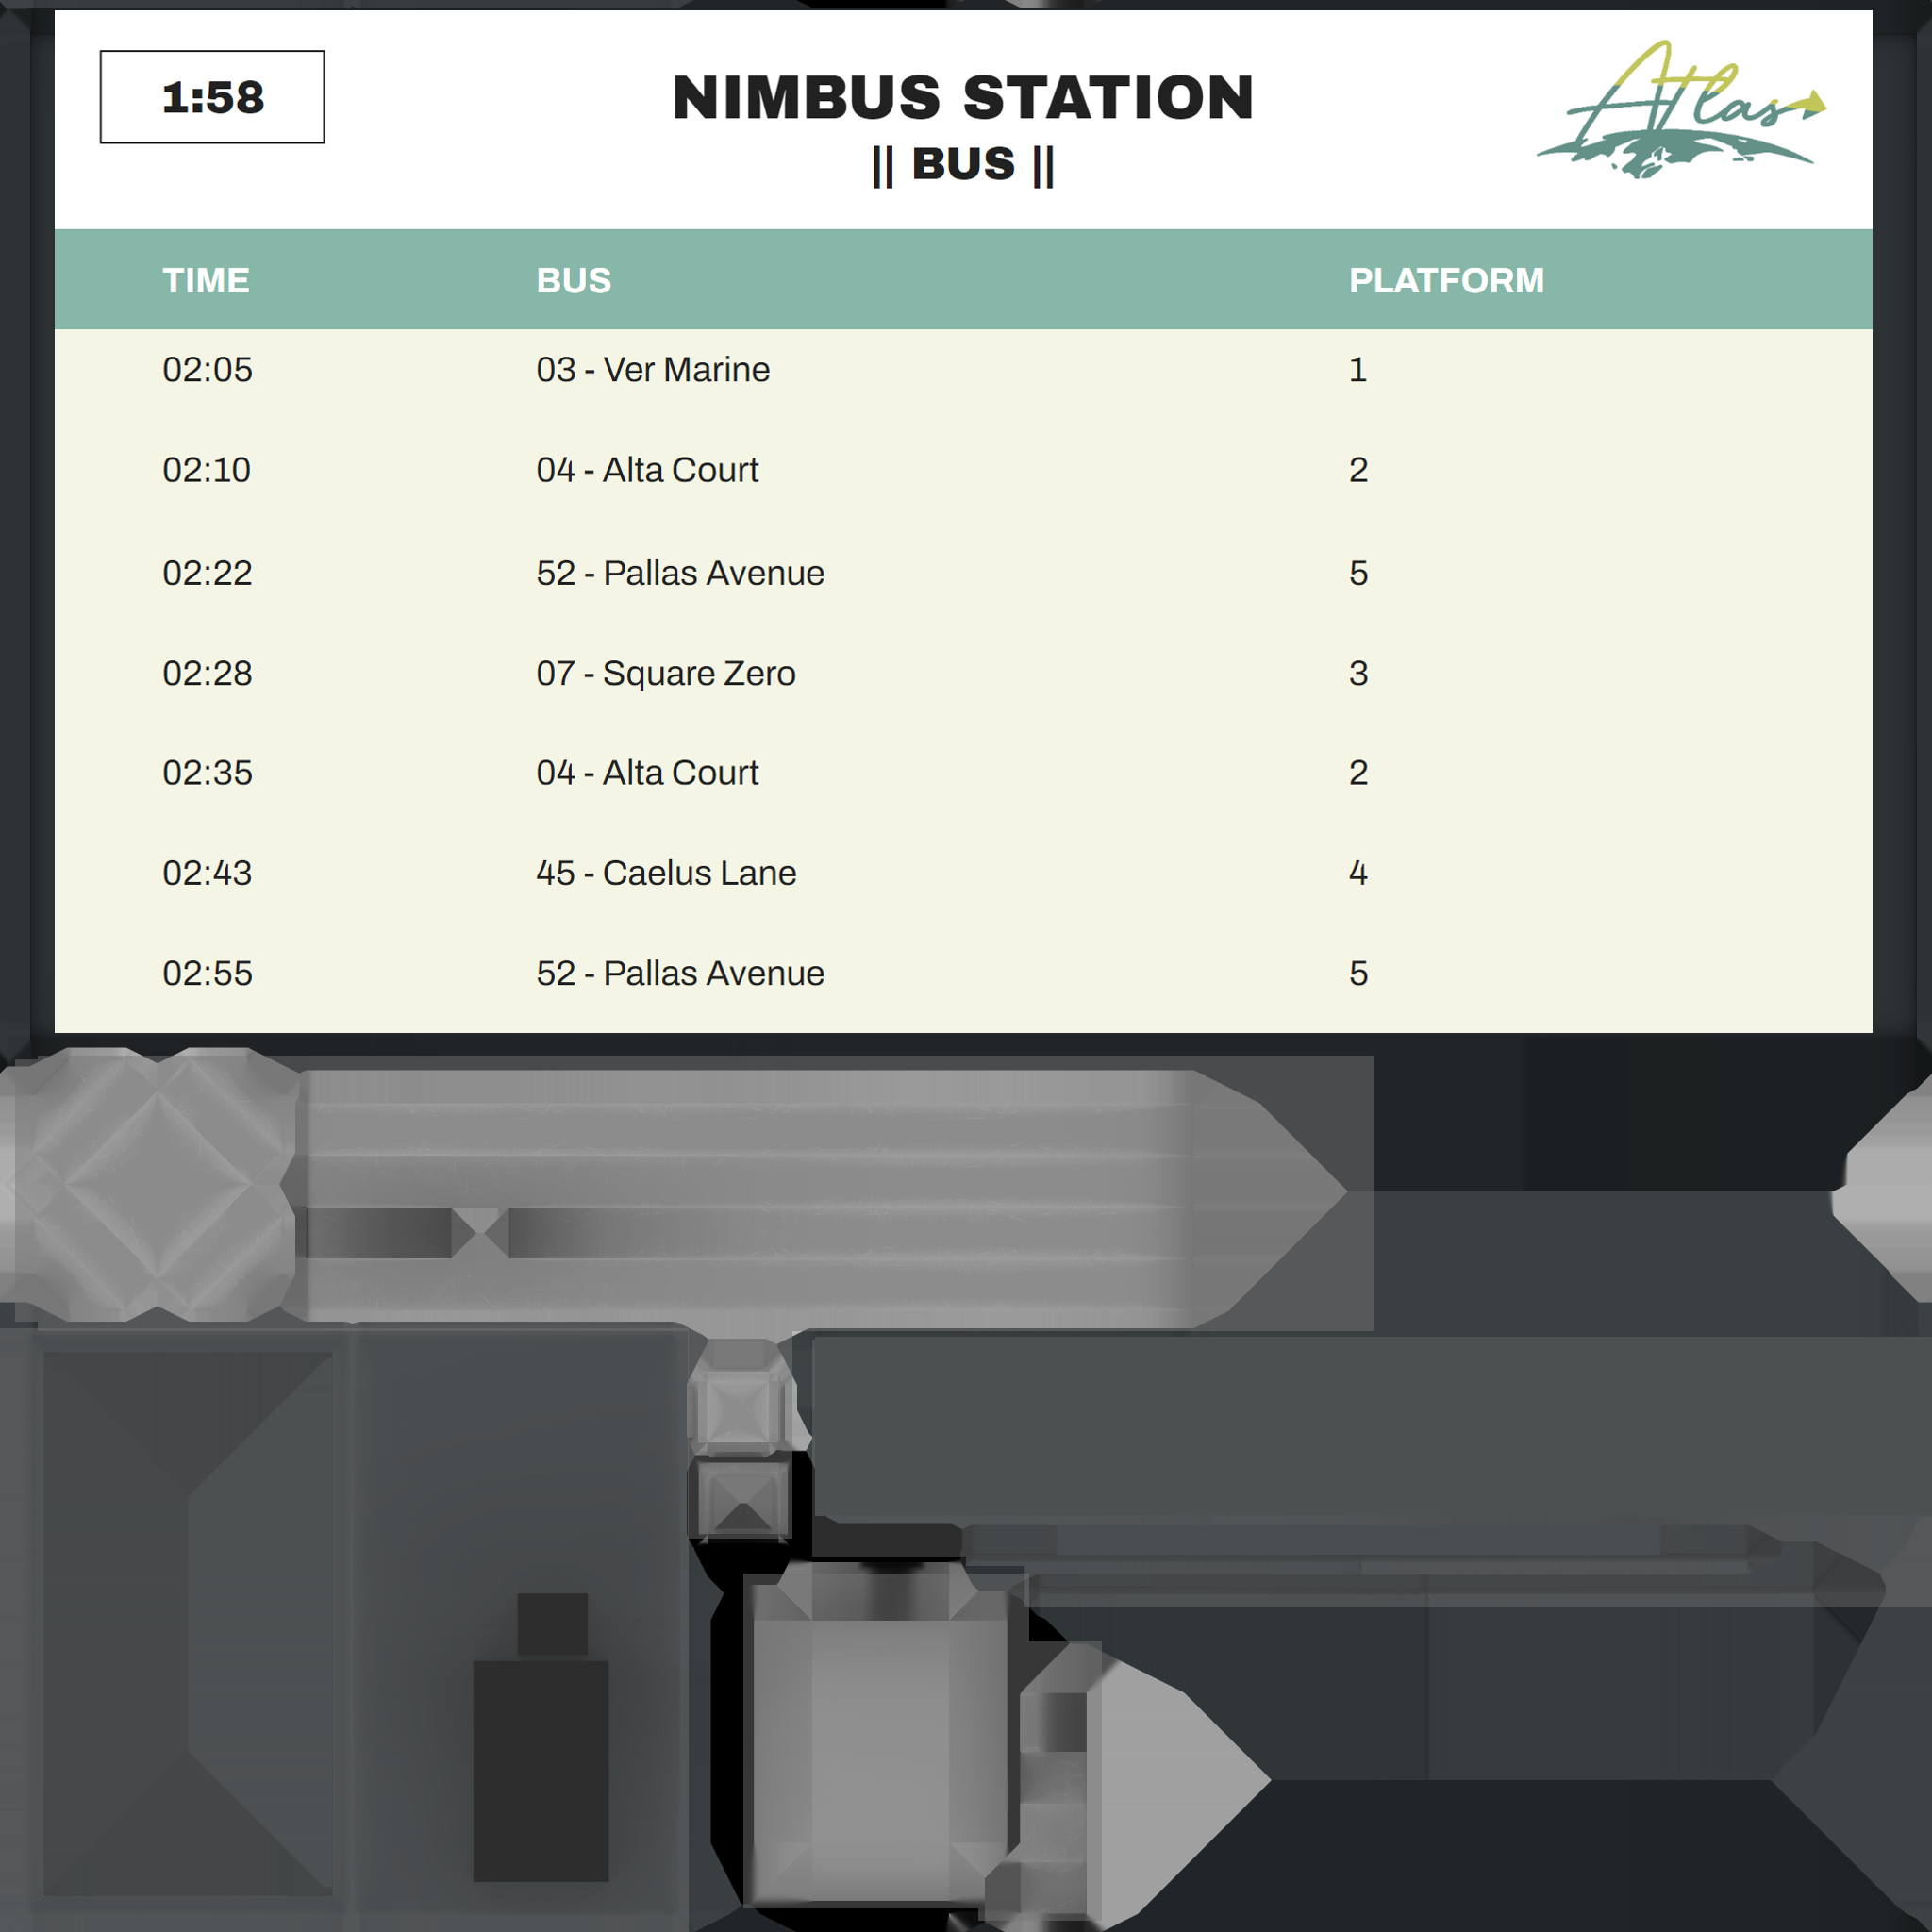 1:58
NIMBUS STATION
|| BUS ||
Atlas
TIME BUS PLATFORM
02:05 03 - Ver Marine 1
02:10 04 - Alta Court 2
02:22 52 - Pallas Avenue 5
02:28 07 - Square Zero 3
02:35 04 - Alta Court 2
02:43 45 - Caelus Lane 4
02:55 52 - Pallas Avenue 5